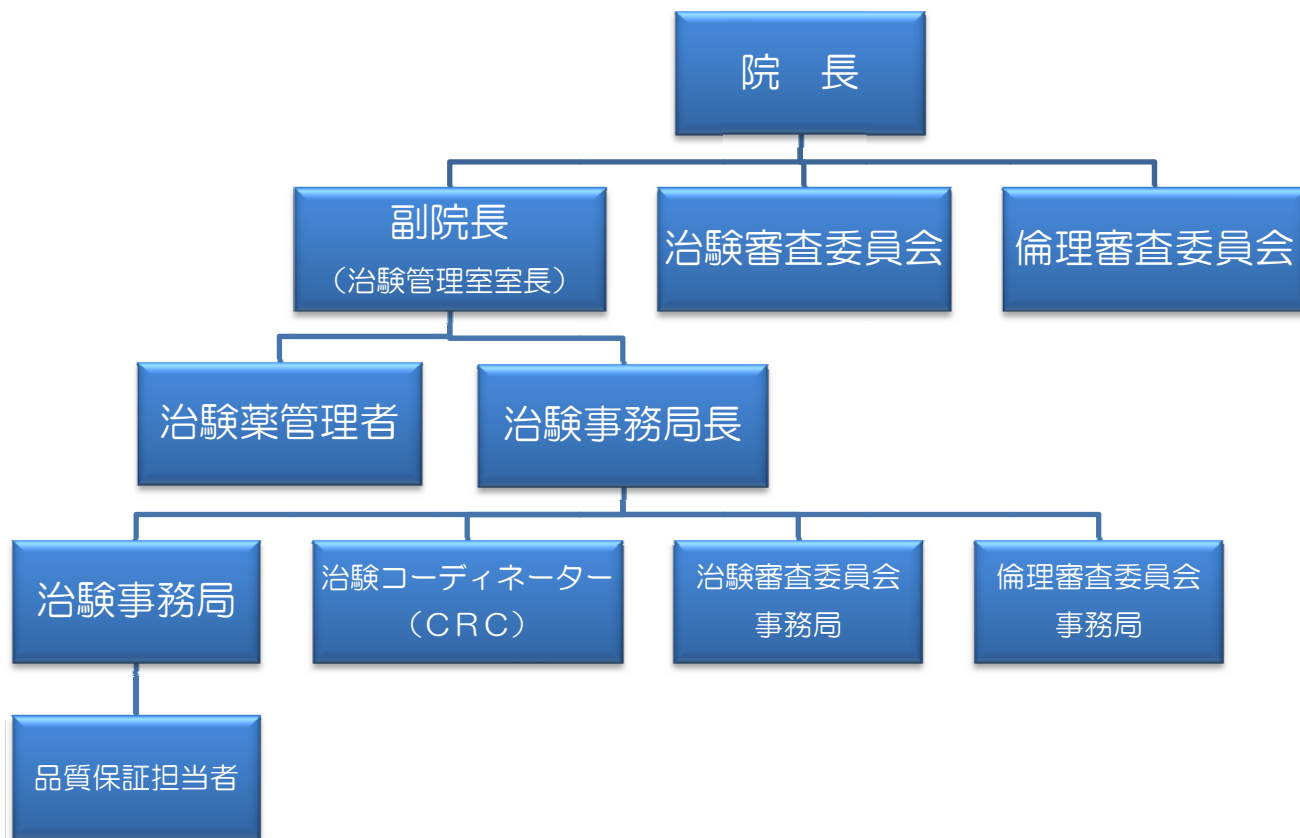 院　長
副院長
（治験管理室室長）
治験審査委員会
倫理審査委員会
治験薬管理者
治験事務局長
治験事務局
治験コーディネーター
（ＣＲＣ）
治験審査委員会
事務局
倫理審査委員会
事務局
品質保証担当者